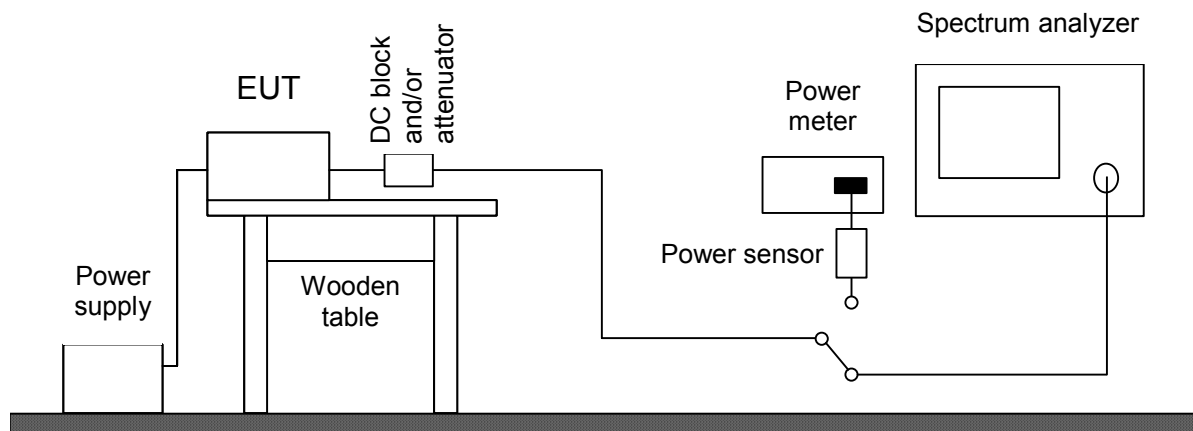 Spectrum analyzer
EUT
DC block
and/or
attenuator
Power
meter
Power sensor
Power
supply
Wooden
table